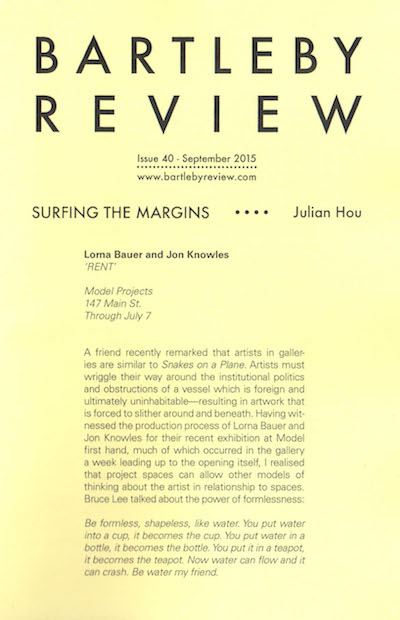 BARTLEBY
REVIEW
Issue 40 - September 2015
www.bartlebyreview.com
SURFING THE MARGINS •••• Julian Hou
Lorna Bauer and Jon Knowles
‘RENT’
Model Projects
147 Main St.
Through July 7
A friend recently remarked that artists in galler-
ies are similar to Snakes on a Plane. Artists must
wriggle their way around the institutional politics
and obstructions of a vessel which is foreign and
ultimately uninhabitable—resulting in artwork that
is forced to slither around and beneath. Having wit-
nessed the production process of Lorna Bauer and
Jon Knowles for their recent exhibition at Model
first hand, much of which occurred in the gallery
a week leading up to the opening itself, I realised
that project spaces can allow other models of
thinking about the artist in relationship to spaces.
Bruce Lee talked about the power of formlessness:
Be formless, shapeless, like water. You put water
into a cup, it becomes the cup. You put water in a
bottle, it becomes the bottle. You put it in a teapot,
it becomes the teapot. Now water can flow and it
can crash. Be water my friend.